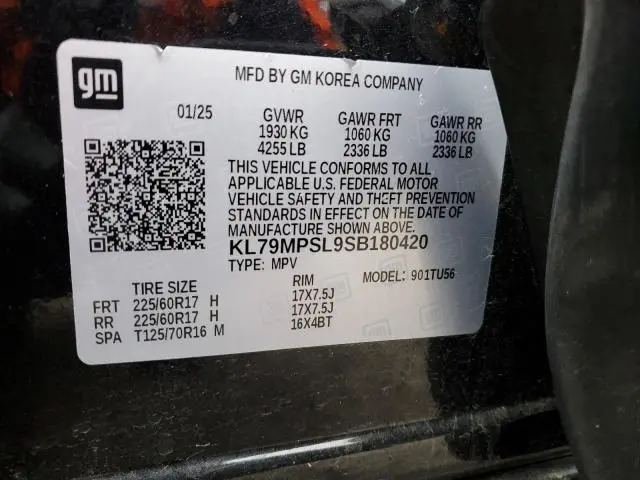 gm
MFD BY GM KOREA COMPANY
01/25 GVWR GAWR FRT GAWR RR
1930 KG 1060 KG 1060 KG
4255 LB 2336 LB 2336 LB
THIS VEHICLE CONFORMS TO ALL
APPLICABLE U.S. FEDERAL MOTOR
VEHICLE SAFETY AND THEFT PREVENTION
STANDARDS IN EFFECT ON THE DATE OF
MANUFACTURE SHOWN ABOVE.
KL79MPSL9SB180420
TYPE: MPV MODEL: 901TU56
TIRE SIZE RIM
FRT 225/60R17 H 17X7.5J
RR 225/60R17 H 17X7.5J
SPA T125/70R16 M 16X4BT